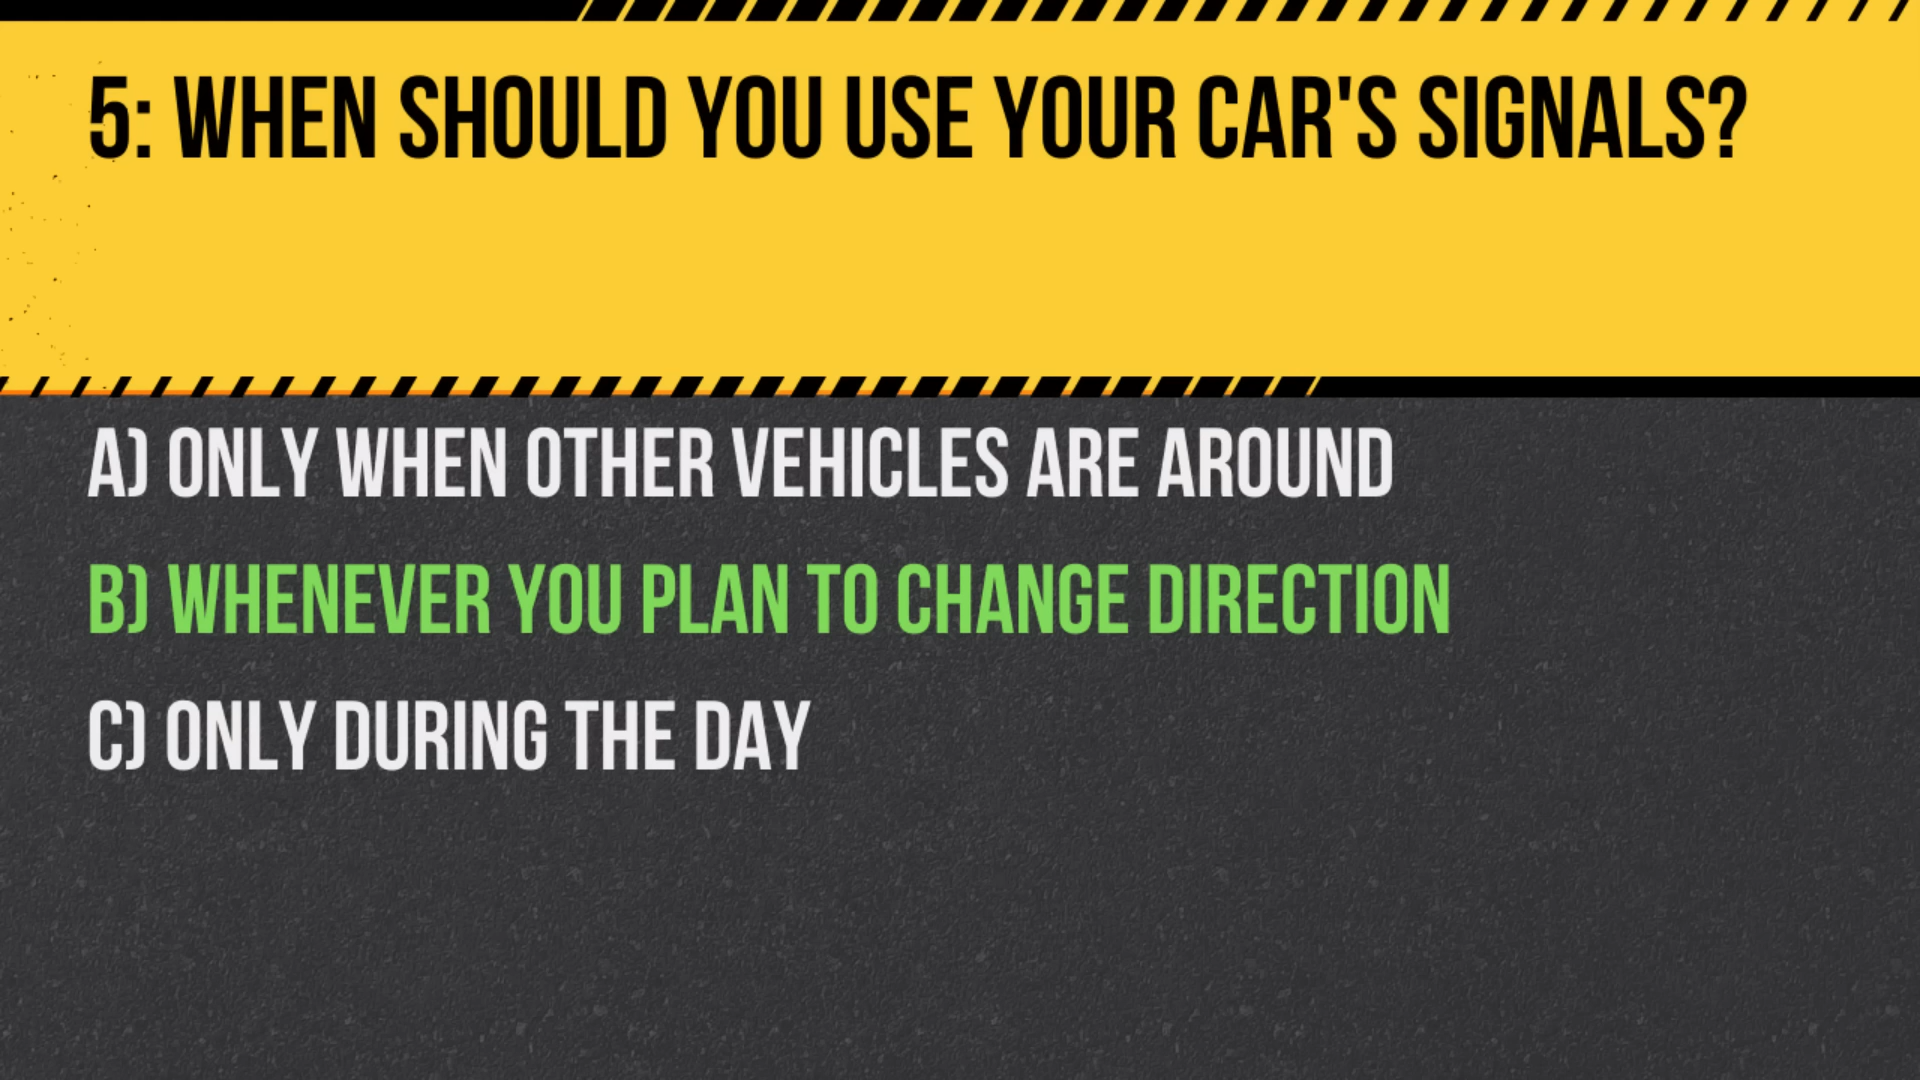 5: WHEN SHOULD YOU USE YOUR CAR'S SIGNALS?
A) ONLY WHEN OTHER VEHICLES ARE AROUND
B) WHENEVER YOU PLAN TO CHANGE DIRECTION
C) ONLY DURING THE DAY